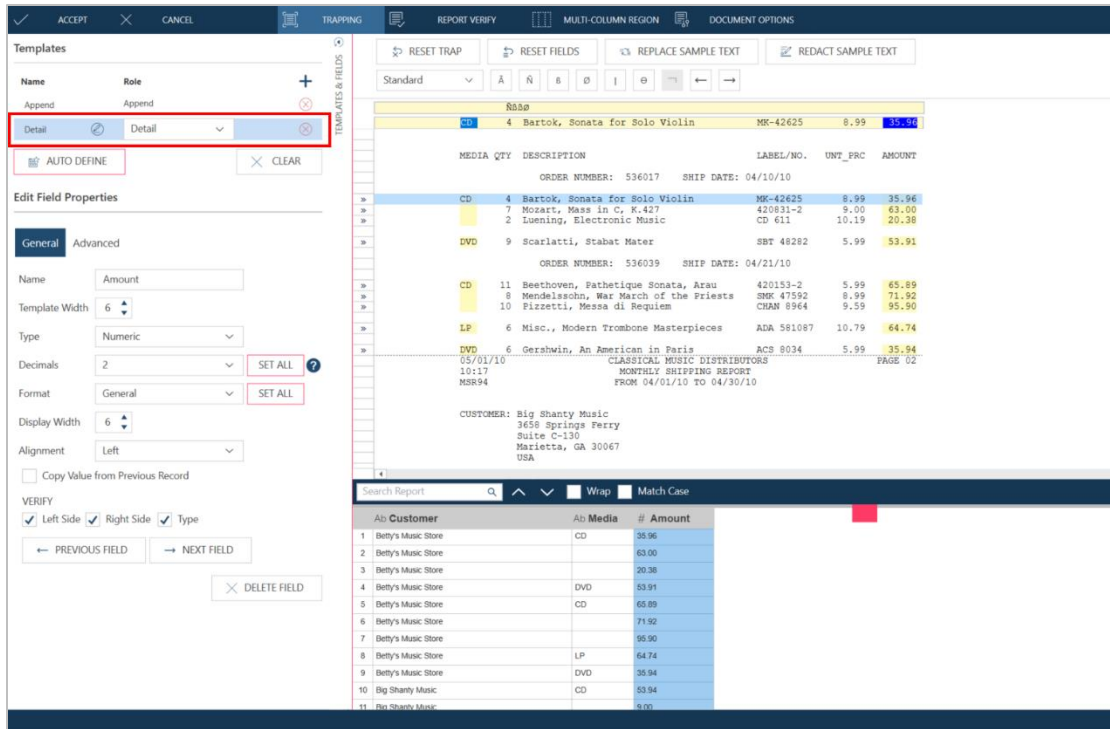 ACCEPT CANCEL TRAPPING REPORT VERIFY MULTI-COLUMN REGION DOCUMENT OPTIONS
Templates
Name Role
Append Append
Detail Detail
AUTO DEFINE CLEAR
Edit Field Properties
General Advanced
Name Amount
Template Width 6
Type Numeric
Decimals 2 SET ALL ?
Format General SET ALL
Display Width 6
Alignment Left
Copy Value from Previous Record
VERIFY
Left Side Right Side Type
← PREVIOUS FIELD → NEXT FIELD
DELETE FIELD
TEMPLATES & FIELDS
RESET TRAP RESET FIELDS REPLACE SAMPLE TEXT REDACT SAMPLE TEXT
Standard Ã Ñ ß Ø | ⊖ ¬ ← →
CD 4 Bartok, Sonata for Solo Violin MK-42625 8.99 35.96
MEDIA QTY DESCRIPTION LABEL/NO. UNT_PRC AMOUNT
ORDER NUMBER: 536017 SHIP DATE: 04/10/10
» CD 4 Bartok, Sonata for Solo Violin MK-42625 8.99 35.96
» 7 Mozart, Mass in C, K.427 420831-2 9.00 63.00
» 2 Luening, Electronic Music CD 611 10.19 20.38
» DVD 9 Scarlatti, Stabat Mater SBT 48282 5.99 53.91
ORDER NUMBER: 536039 SHIP DATE: 04/21/10
» CD 11 Beethoven, Pathetique Sonata, Arau 420153-2 5.99 65.89
» 8 Mendelssohn, War March of the Priests SMK 47592 8.99 71.92
» 10 Pizzetti, Messa di Requiem CHAN 8964 9.59 95.90
» LP 6 Misc., Modern Trombone Masterpieces ADA 581087 10.79 64.74
» DVD 6 Gershwin, An American in Paris ACS 8034 5.99 35.94
05/01/10 CLASSICAL MUSIC DISTRIBUTORS PAGE 02
10:17 MONTHLY SHIPPING REPORT
MSR94 FROM 04/01/10 TO 04/30/10
CUSTOMER: Big Shanty Music
3658 Springs Ferry
Suite C-130
Marietta, GA 30067
USA
Search Report Wrap Match Case
Ab Customer Ab Media # Amount
1 Betty's Music Store CD 35.96
2 Betty's Music Store 63.00
3 Betty's Music Store 20.38
4 Betty's Music Store DVD 53.91
5 Betty's Music Store CD 65.89
6 Betty's Music Store 71.92
7 Betty's Music Store 95.90
8 Betty's Music Store LP 64.74
9 Betty's Music Store DVD 35.94
10 Big Shanty Music CD 53.94
11 Big Shanty Music 9.00